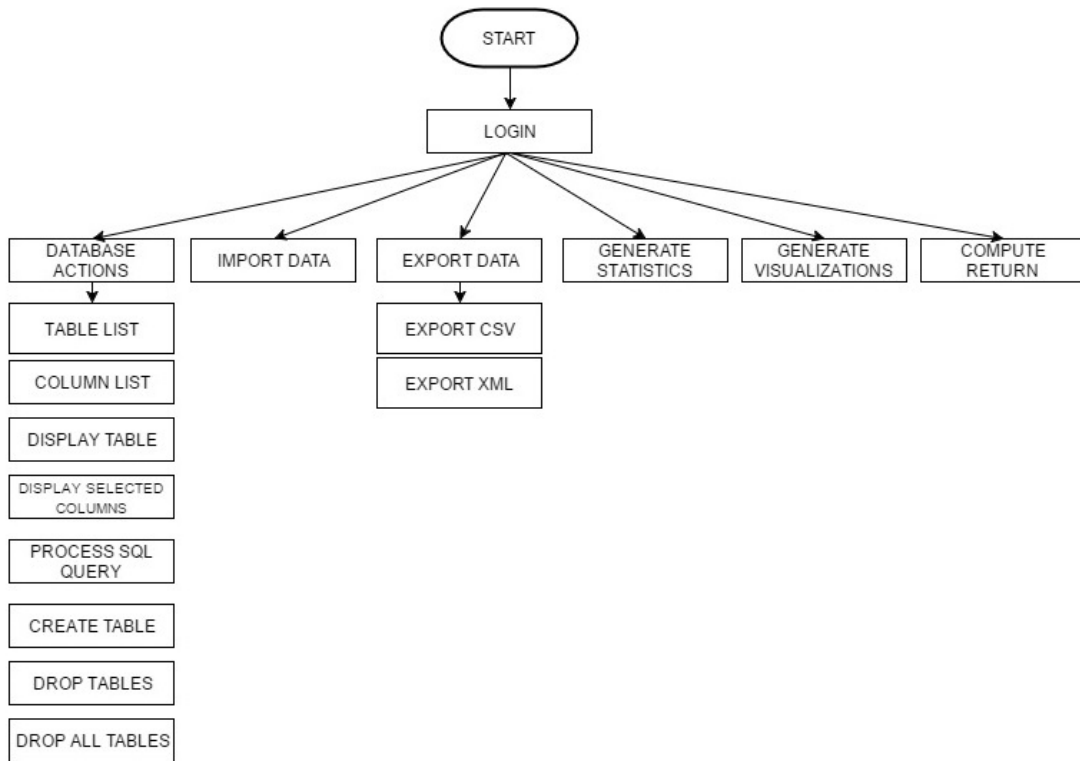 START
LOGIN
DATABASE
ACTIONS
IMPORT DATA
EXPORT DATA
GENERATE
STATISTICS
GENERATE
VISUALIZATIONS
COMPUTE
RETURN
TABLE LIST
COLUMN LIST
DISPLAY TABLE
DISPLAY SELECTED
COLUMNS
PROCESS SQL
QUERY
CREATE TABLE
DROP TABLES
DROP ALL TABLES
EXPORT CSV
EXPORT XML